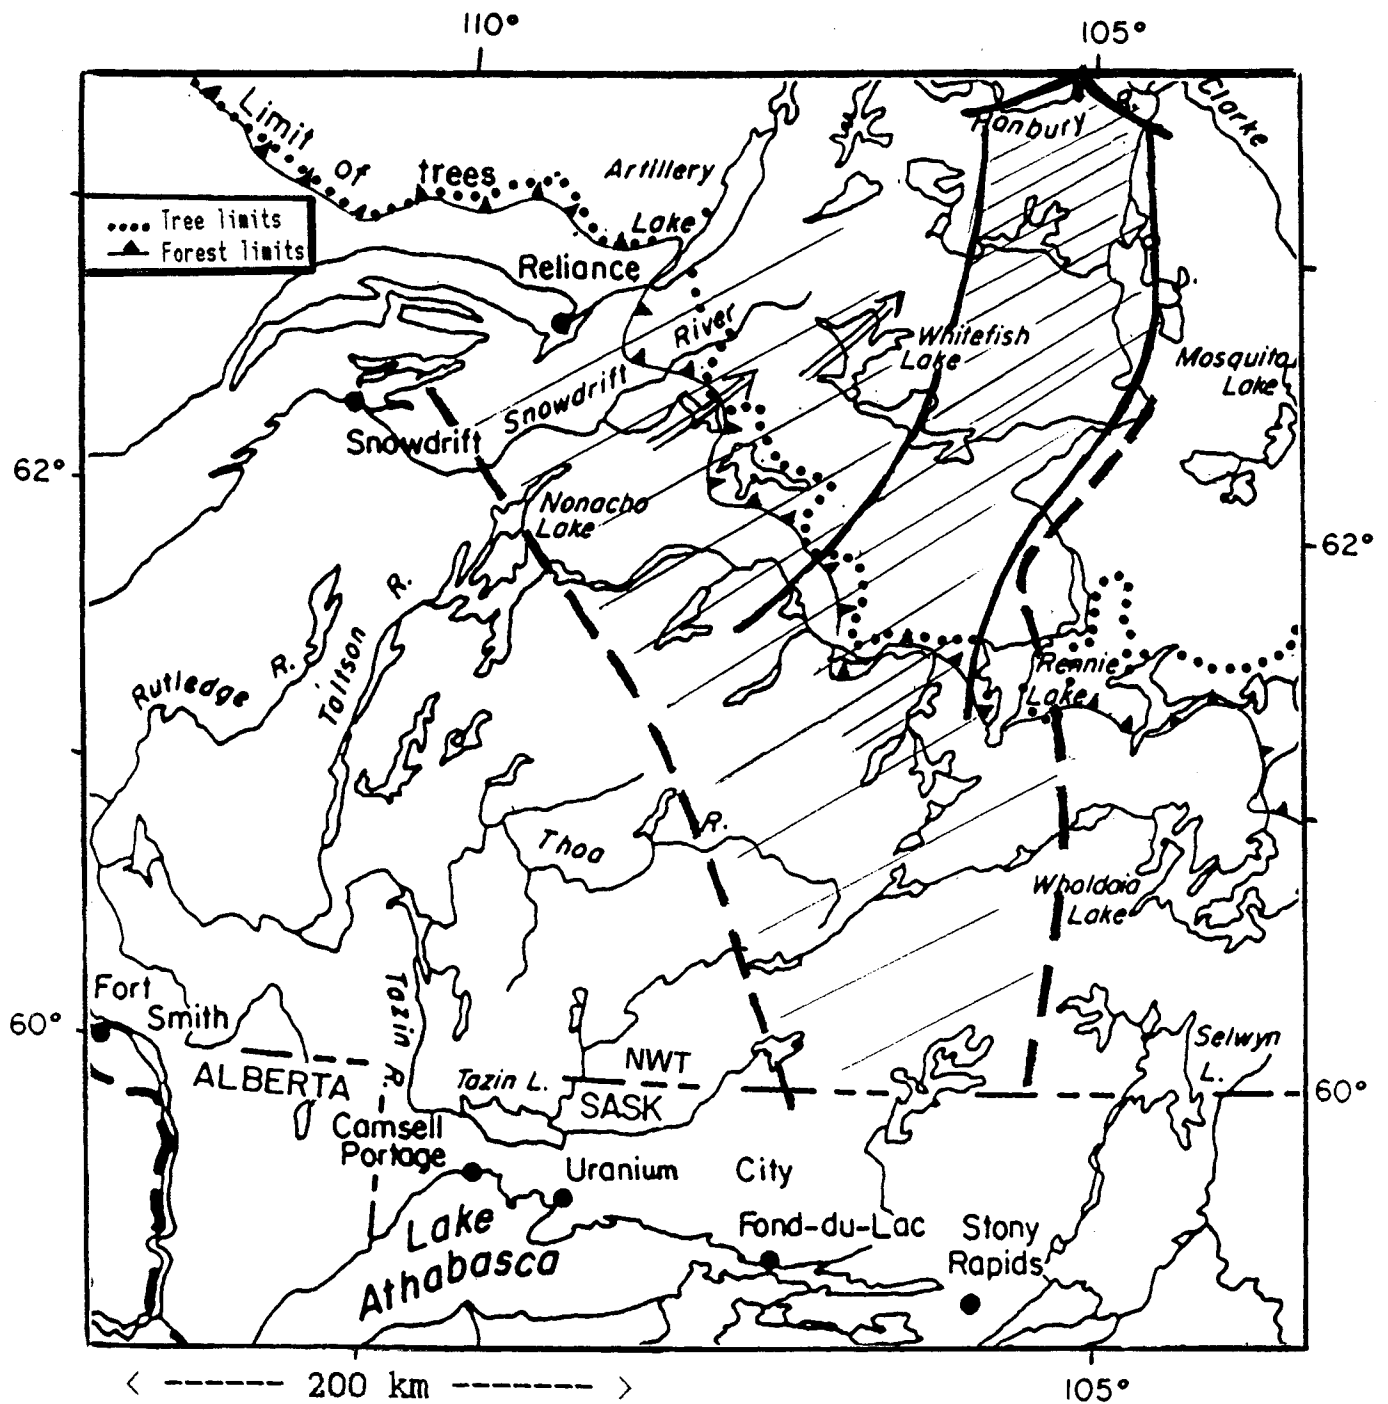 110°
105°
Limit
Of
trees
Artillery
Lake
Hanbury
R.
Clarke
.... Tree limits
Forest limits
Reliance
River
Snowdrift
Snowdrift
Whitefish
Lake
R.
Mosquito
Lake
62°
Nonacho
Lake
62°
R.
Taltson
R.
Rutledge
Rennie
Lake
Thoa
R.
Wholdaia
Lake
Fort
Smith
60°
Tazin R.
ALBERTA
Tazin L.
NWT
SASK
Selwyn
L.
60°
Camsell
Portage
Uranium City
Lake
Athabasca
Fond-du-Lac
Stony
Rapids
< ------- 200 km -------- >
105°